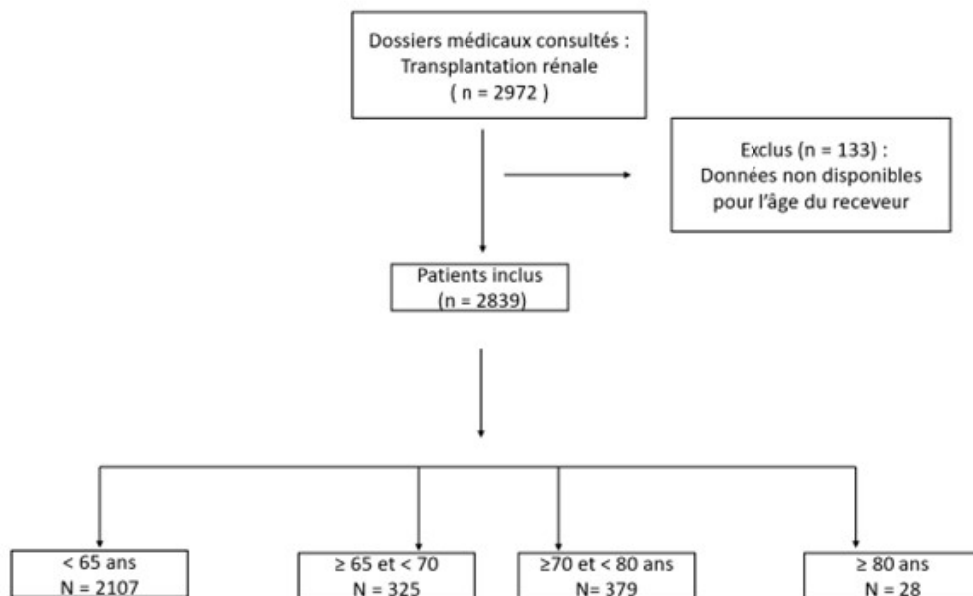 Dossiers médicaux consultés :
Transplantation rénale
( n = 2972 )
Exclus (n = 133) :
Données non disponibles
pour l'âge du receveur
Patients inclus
(n = 2839)
< 65 ans
N = 2107
≥ 65 et < 70
N = 325
≥70 et < 80 ans
N= 379
≥ 80 ans
N = 28